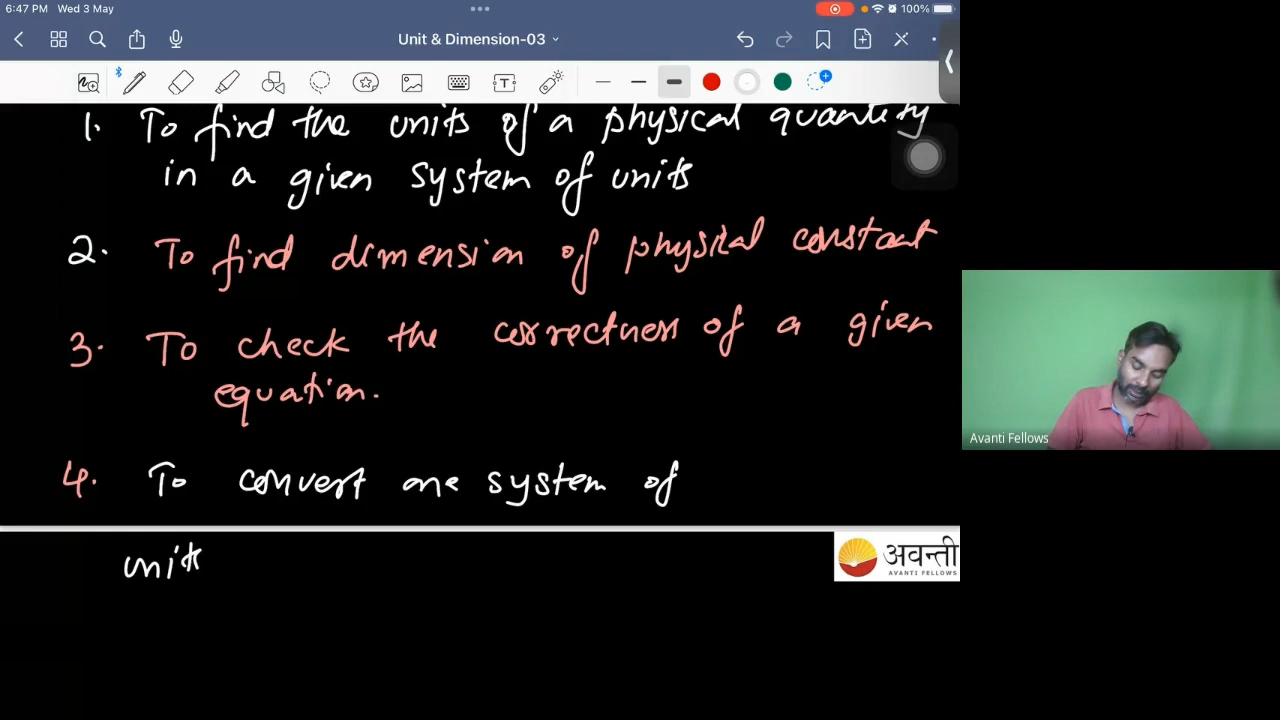 6:47 PM Wed 3 May
100%
Unit & Dimension-03
1. To find the units of a physical quantity
in a given system of units
2. To find dimension of physical constant
3. To check the correctness of a given
equation.
4. To convert one system of
units
अवन्ती
AVANTI FELLOWS
Avanti Fellows